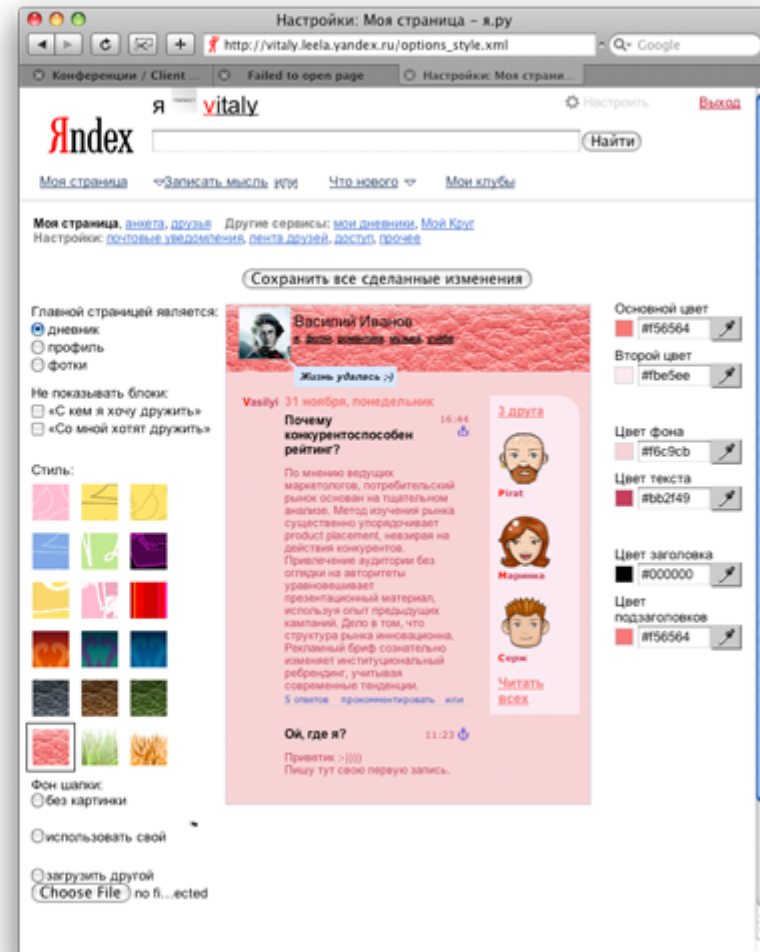 Настройки: Моя страница – я.ру
http://vitaly.leela.yandex.ru/options_style.xml
Google
Конференции / Client ...
Failed to open page
Настройки: Моя страни...
я vitaly
Настроить
Выход
Яndex
Найти
Моя страница
Записать мысль или
Что нового
Мои клубы
Моя страница, анкета, друзья Другие сервисы: мои дневники, Мой Круг
Настройки: почтовые уведомления, лента друзей, доступ, прочее
Сохранить все сделанные изменения
Главной страницей является:
дневник
профиль
фотки
Не показывать блоки:
«С кем я хочу дружить»
«Со мной хотят дружить»
Стиль:
Фон шапки:
без картинки
использовать свой
загрузить другой
Choose File no fi...ected
Василий Иванов
Жизнь удалась ;-)
Vasilyi 31 ноября, понедельник
Почему 16:44
конкурентоспособен
рейтинг?
По мнению ведущих
маркетологов, потребительский
рынок основан на тщательном
анализе. Метод изучения рынка
существенно упорядочивает
product placement, невзирая на
действия конкурентов.
Привлечение аудитории без
оглядки на авторитеты
уравновешивает
презентационный материал,
используя опыт предыдущих
кампаний. Дело в том, что
структура рынка инновационна.
Рекламный бриф сознательно
изменяет институциональный
ребрендинг, учитывая
современные тенденции.
5 ответов прокомментировать или
Ой, где я? 11:23
Приветик :-))))
Пишу тут свою первую запись.
3 друга
Pirat
Маринка
Серж
Читать
всех
Основной цвет
#f56564
Второй цвет
#fbe5ee
Цвет фона
#f6c9cb
Цвет текста
#bb2f49
Цвет заголовка
#000000
Цвет
подзаголовков
#f56564